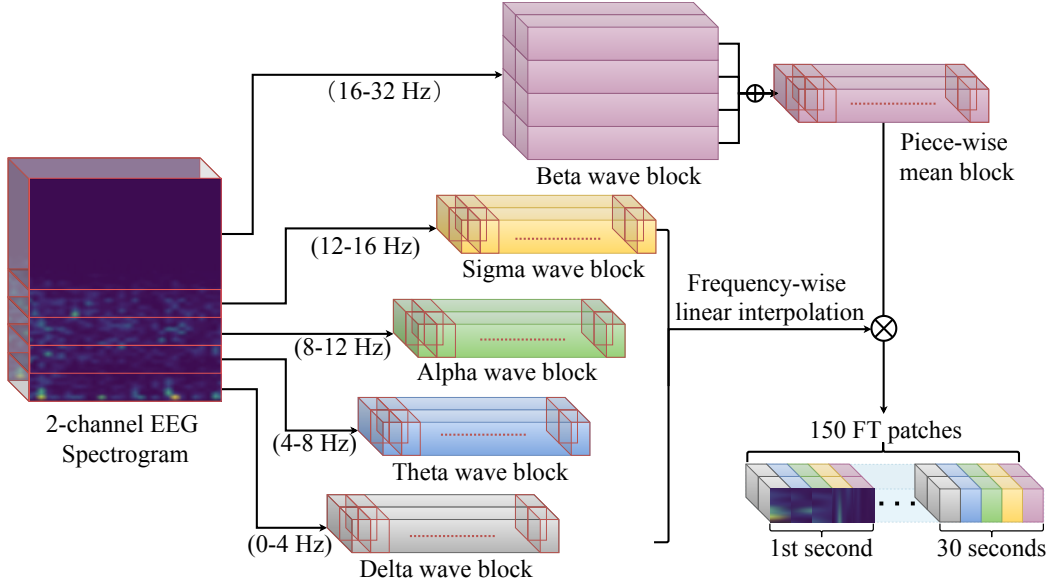 (16-32 Hz)
Beta wave block
Piece-wise
mean block
(12-16 Hz)
Sigma wave block
Frequency-wise
linear interpolation
(8-12 Hz)
Alpha wave block
2-channel EEG
Spectrogram
(4-8 Hz)
Theta wave block
150 FT patches
(0-4 Hz)
Delta wave block
1st second
30 seconds